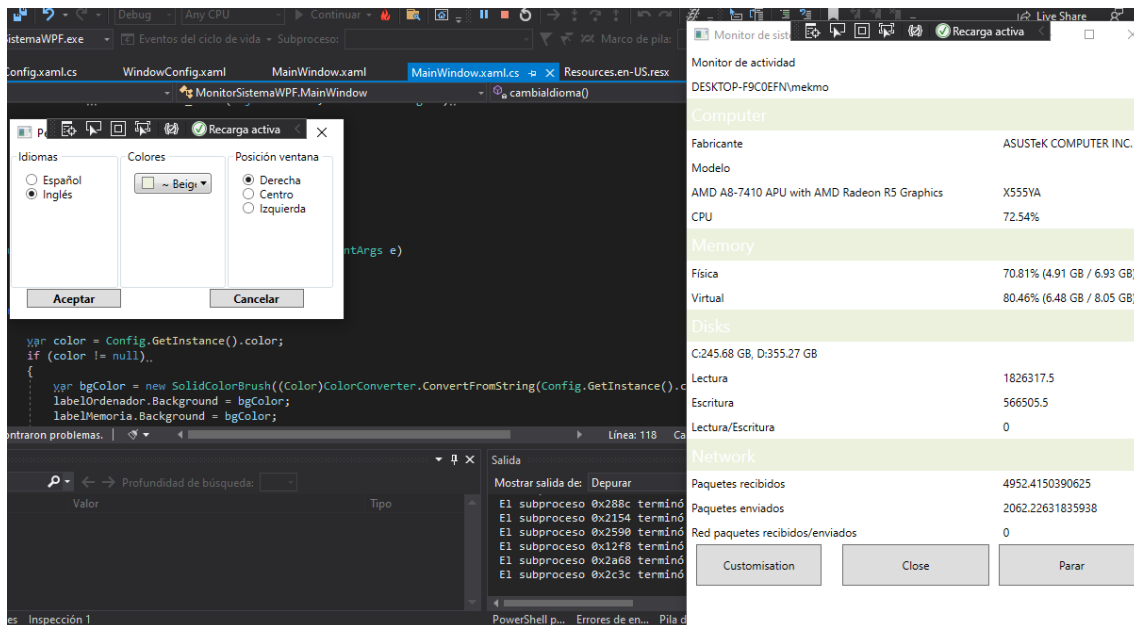 Debug Any CPU Continuar Live Share
istemaWPF.exe Eventos del ciclo de vida Subproceso: Marco de pila:
Config.xaml.cs WindowConfig.xaml MainWindow.xaml MainWindow.xaml.cs Resources.en-US.resx
MonitorSistemaWPF.MainWindow cambialdioma()
Recarga activa
Idiomas Colores Posición ventana
Español
Inglés
~ Beig
Derecha
Centro
Izquierda
Aceptar Cancelar
ntArgs e)
var color = Config.GetInstance().color;
if (color != null)
{
var bgColor = new SolidColorBrush((Color)ColorConverter.ConvertFromString(Config.GetInstance().c
labelOrdenador.Background = bgColor;
labelMemoria.Background = bgColor;
ontraron problemas. Línea: 118 Ca
Profundidad de búsqueda:
Valor Tipo
es Inspección 1
Salida
Mostrar salida de: Depurar
El subproceso 0x288c terminó
El subproceso 0x2154 terminó
El subproceso 0x2590 terminó
El subproceso 0x12f8 terminó
El subproceso 0x2a68 terminó
El subproceso 0x2c3c terminó
PowerShell p... Errores de en... Pila d
Monitor de sist Recarga activa
Monitor de actividad
DESKTOP-F9C0EFN\mekmo
Computer
Fabricante ASUSTeK COMPUTER INC.
Modelo
AMD A8-7410 APU with AMD Radeon R5 Graphics X555YA
CPU 72.54%
Memory
Física 70.81% (4.91 GB / 6.93 GB)
Virtual 80.46% (6.48 GB / 8.05 GB)
Disks
C:245.68 GB, D:355.27 GB
Lectura 1826317.5
Escritura 566505.5
Lectura/Escritura 0
Network
Paquetes recibidos 4952.4150390625
Paquetes enviados 2062.22631835938
Red paquetes recibidos/enviados 0
Customisation Close Parar